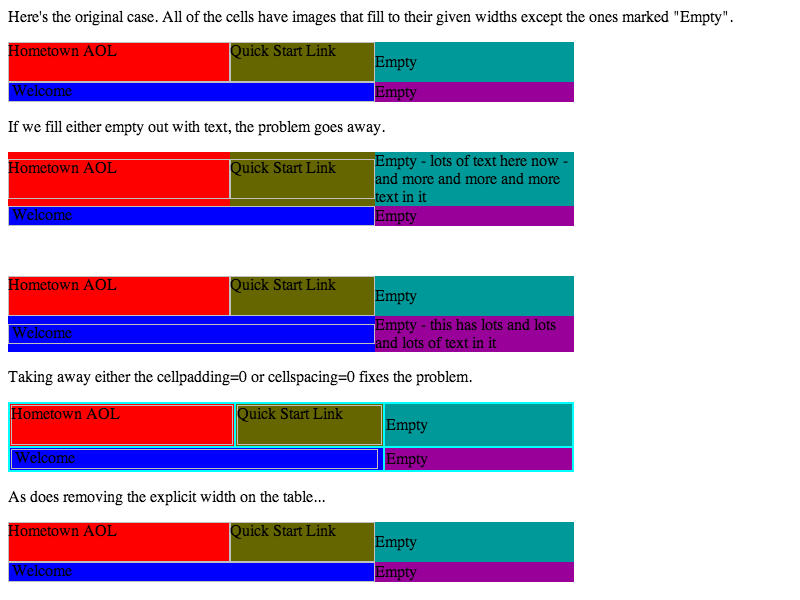 Here's the original case. All of the cells have images that fill to their given widths except the ones marked "Empty".
Hometown AOL Quick Start Link Empty
Welcome Empty
If we fill either empty out with text, the problem goes away.
Hometown AOL Quick Start Link Empty - lots of text here now -
and more and more and more
text in it
Welcome Empty
Hometown AOL Quick Start Link Empty
Welcome Empty - this has lots and lots
and lots of text in it
Taking away either the cellpadding=0 or cellspacing=0 fixes the problem.
Hometown AOL Quick Start Link Empty
Welcome Empty
As does removing the explicit width on the table...
Hometown AOL Quick Start Link Empty
Welcome Empty